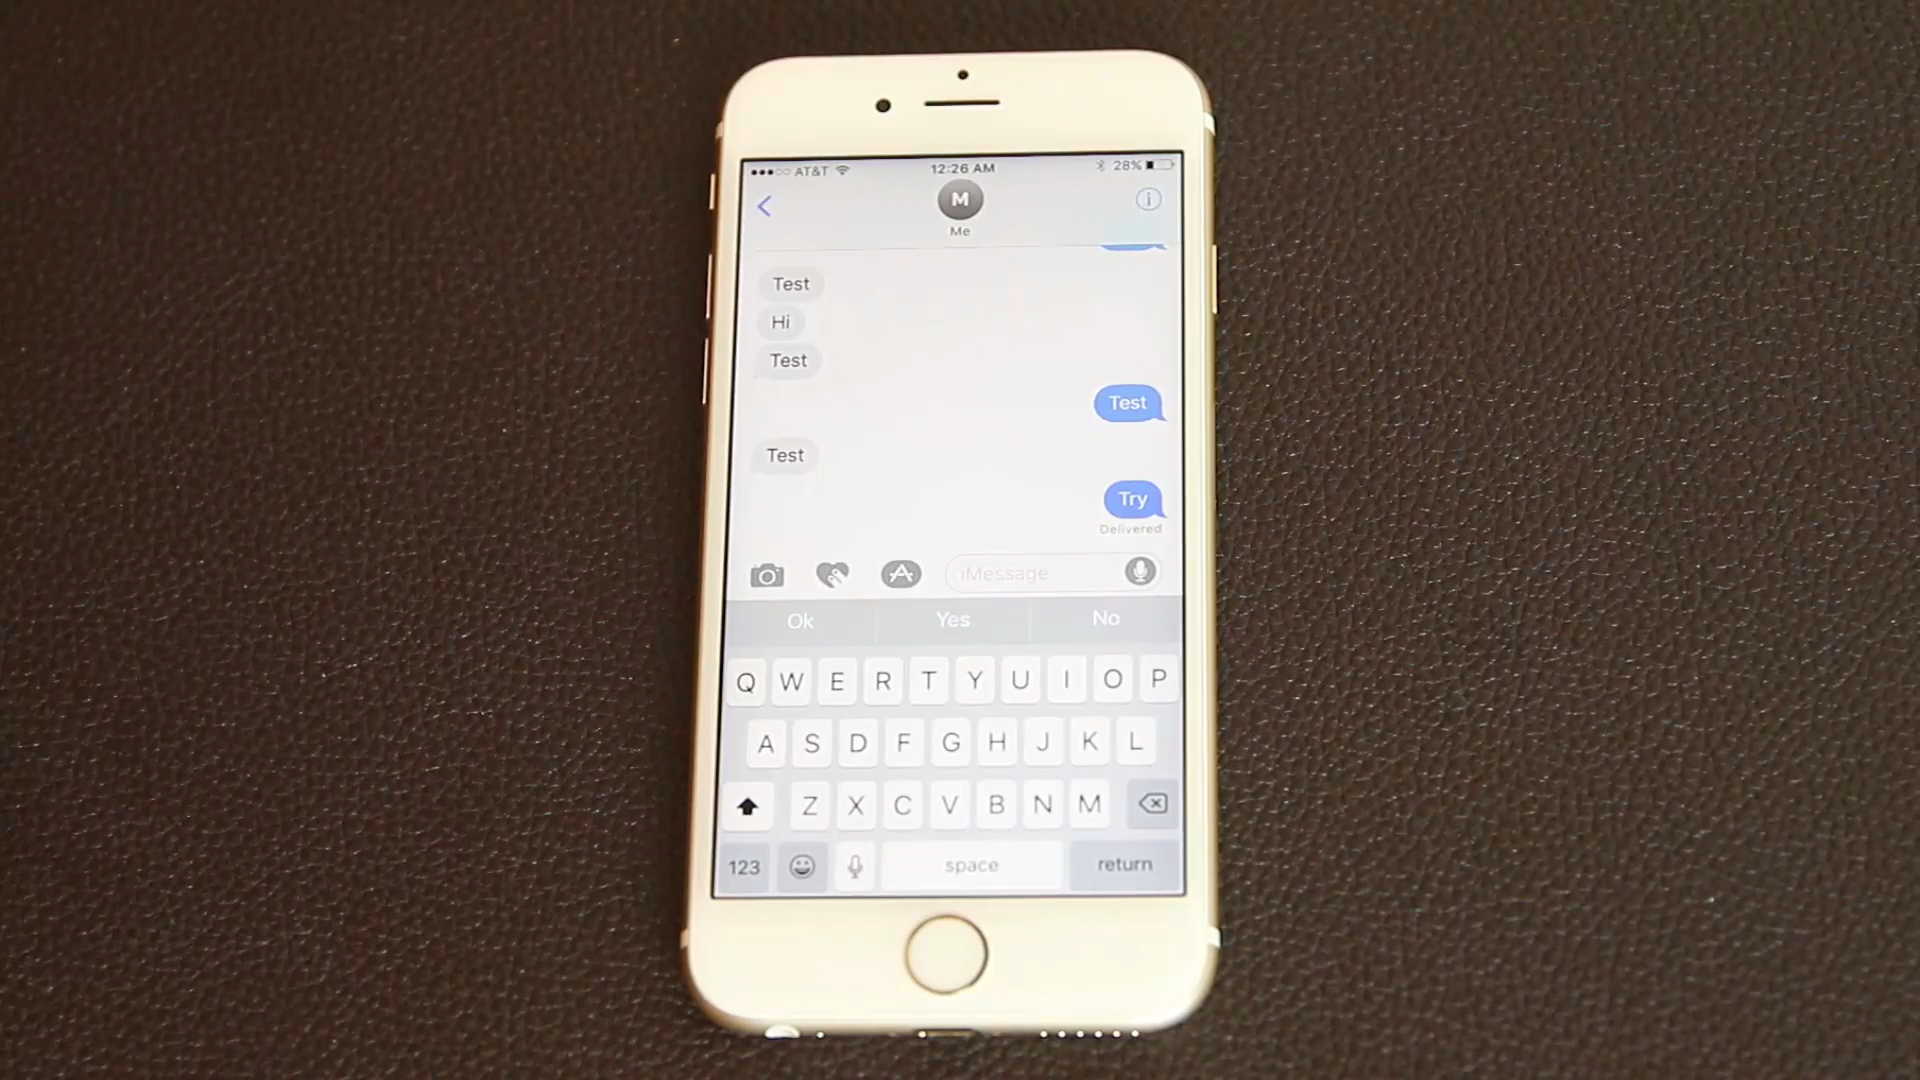 AT&T 12:26 AM 28%
M
Me
Test
Hi
Test
Test
Test
Try
Delivered
iMessage
Ok Yes No
Q W E R T Y U I O P
A S D F G H J K L
Z X C V B N M
123 space return